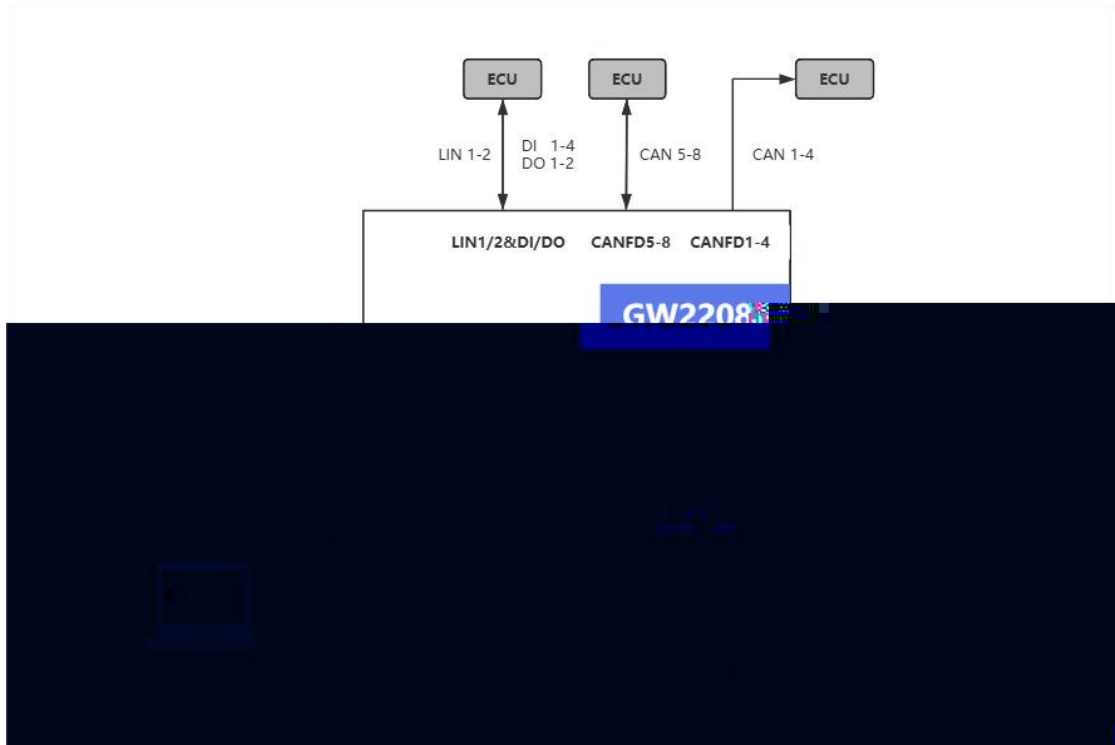 ECU
ECU
ECU
LIN 1-2
DI 1-4
DO 1-2
CAN 5-8
CAN 1-4
LIN1/2&DI/DO
CANFD5-8
CANFD1-4
GW2208